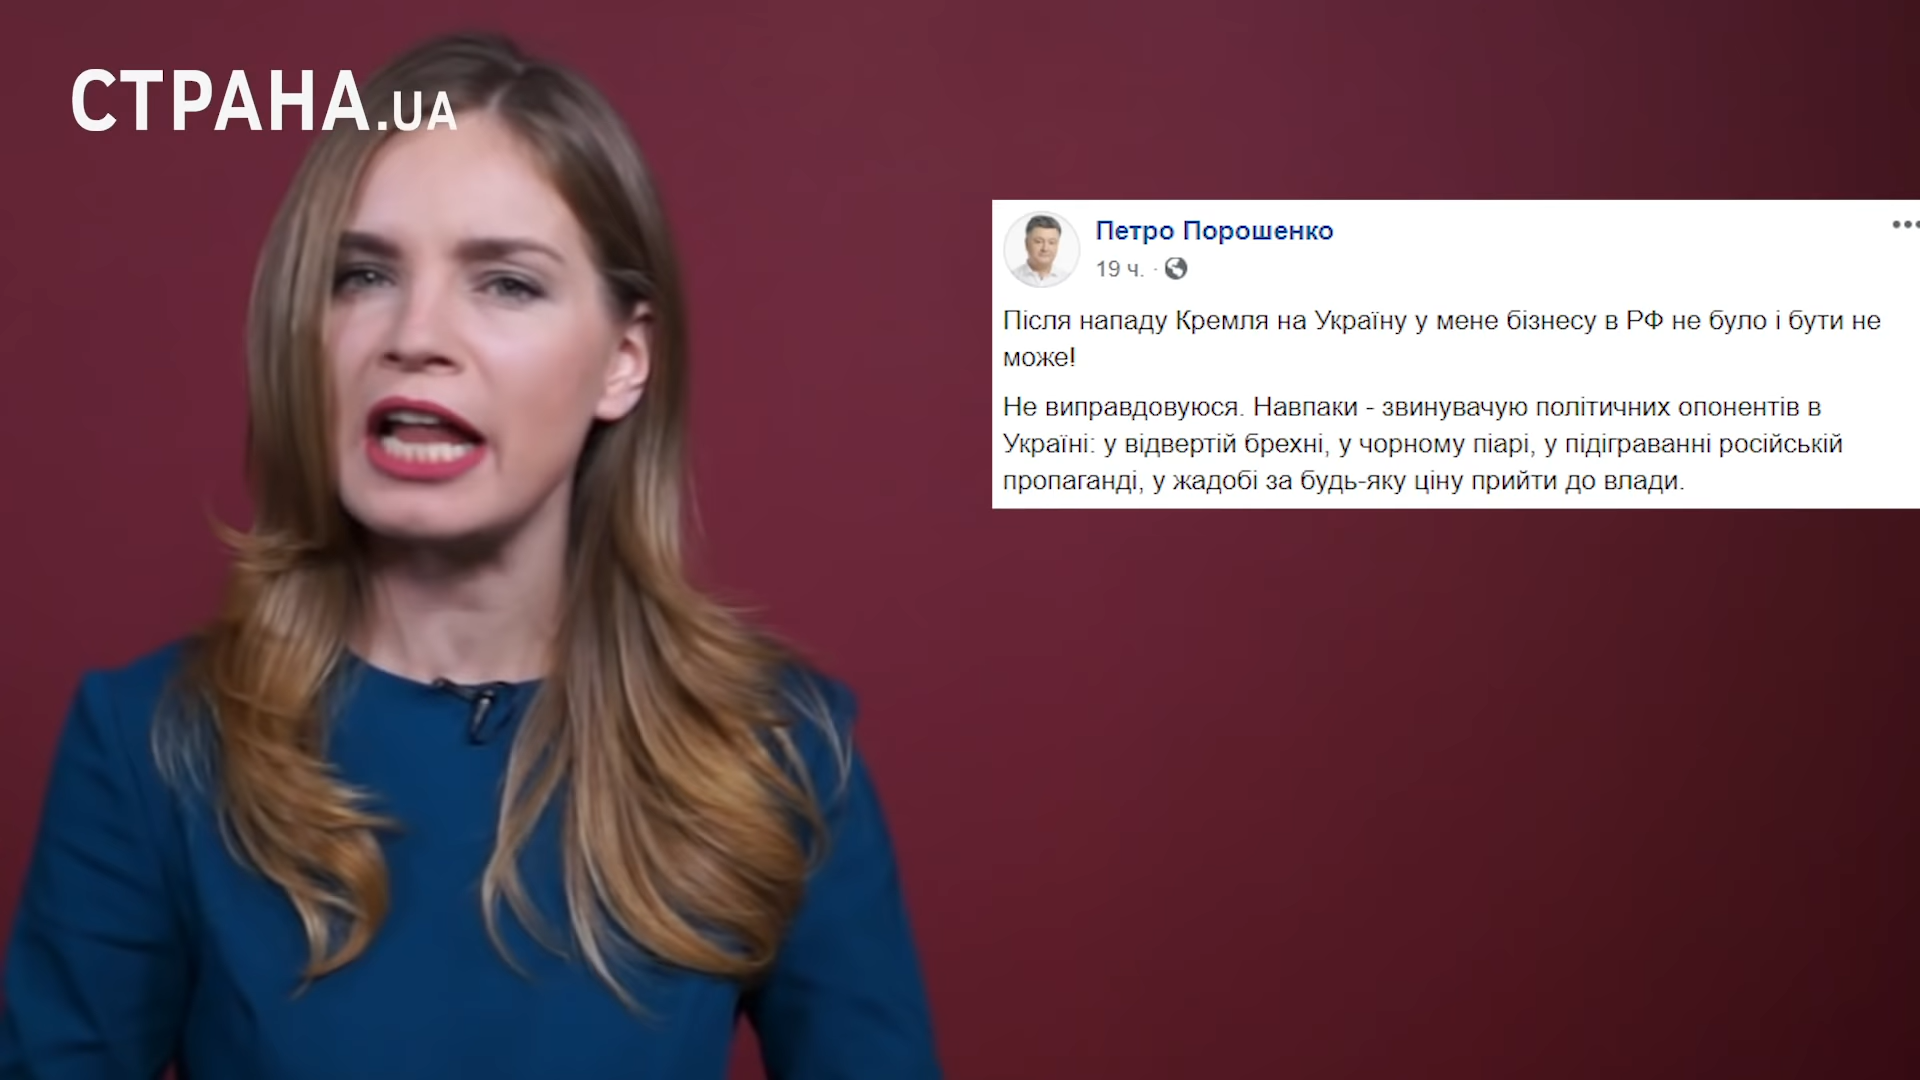 СТРАНА.UA
Петро Порошенко
19 ч. ·
Після нападу Кремля на Україну у мене бізнесу в РФ не було і бути не
може!
Не виправдовуюся. Навпаки - звинувачую політичних опонентів в
Україні: у відвертій брехні, у чорному піарі, у підіграванні російській
пропаганді, у жадобі за будь-яку ціну прийти до влади.